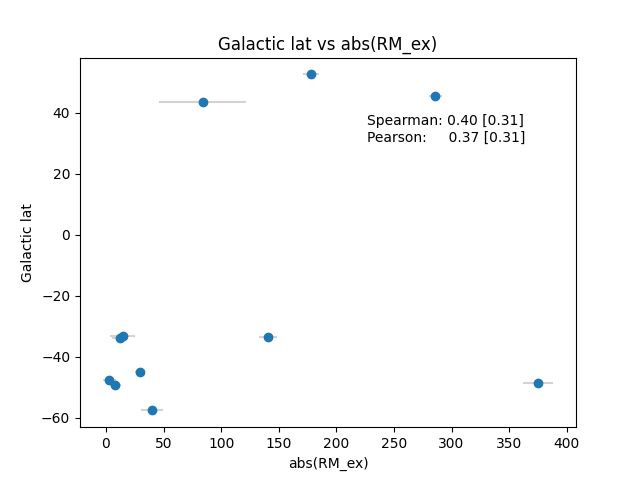 Galactic lat vs abs(RM_ex)
Spearman: 0.40 [0.31]
Pearson: 0.37 [0.31]
Galactic lat
40
20
0
−20
−40
−60
0 50 100 150 200 250 300 350 400
abs(RM_ex)